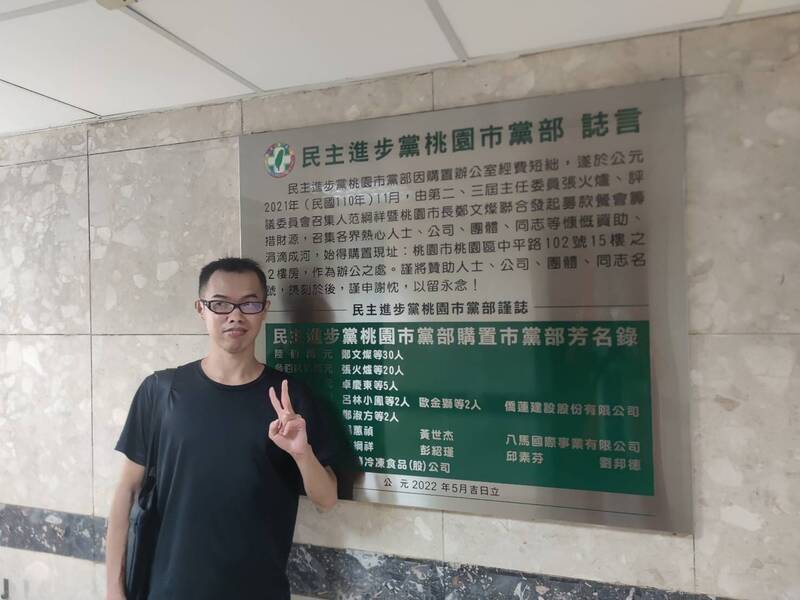 民主進步黨桃園市黨部 誌言
民主進步黨桃園市黨部因購置辦公室經費短絀，遂於公元
2021年（民國110年）11月，由第二、三屆主任委員張火爐、評
議委員會召集人范綱祥暨桃園市長鄭文燦聯合發起募款餐會籌
措財源，召集各界熱心人士、公司、團體、同志等慷慨資助、
涓滴成河，始得購置現址：桃園市桃園區中平路102號15樓之
2樓房，作為辦公之處。謹將贊助人士、公司、團體、同志名
號，鐫刻於後，謹申謝忱，以留永念！
民主進步黨桃園市黨部謹誌
民主進步黨桃園市黨部購置市黨部芳名錄
陸佰萬元 鄭文燦等30人
元 張火爐等20人
卓慶東等5人
呂林小鳳等2人 歐金獅等2人 僑蓮建設股份有限公司
鄭淑方等2人
蕙禎 黃世杰 八馬國際事業有限公司
綱祥 彭紹瑾 邱素芬 劉邦德
冷凍食品(股)公司
公元 2022 年5月吉日立